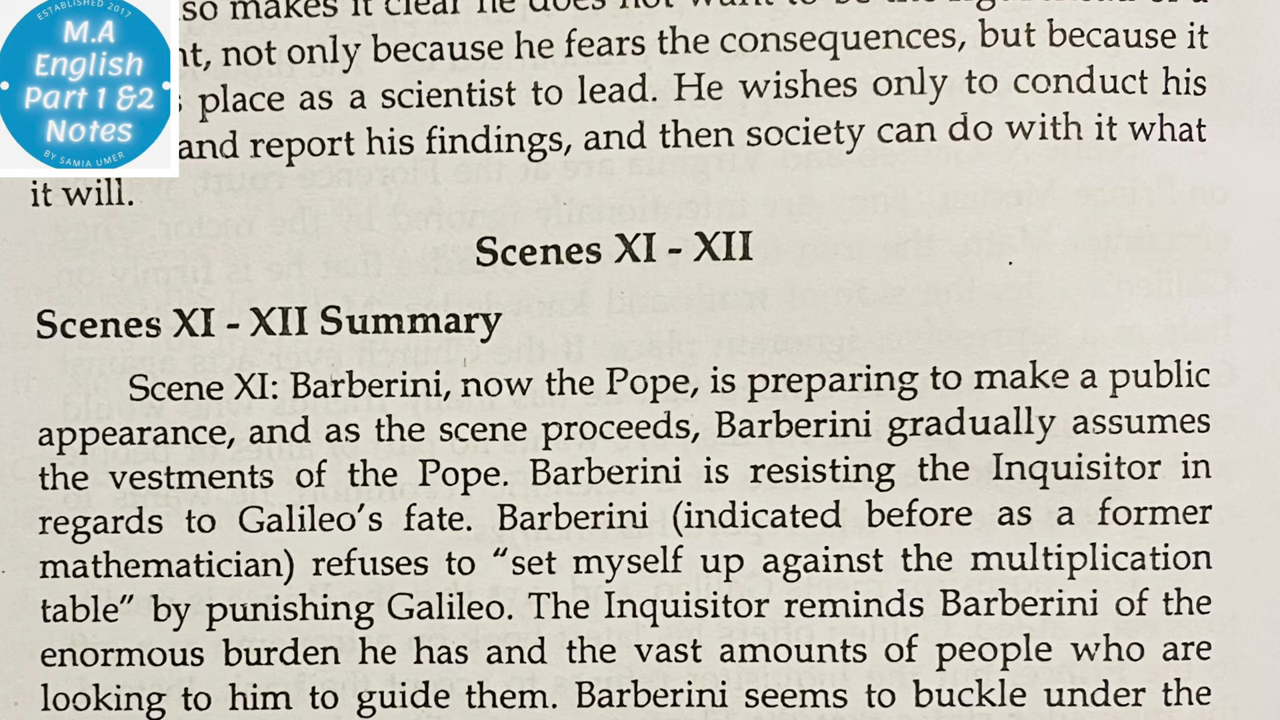 ESTABLISHED 2017
M.A
English
Part 1 &2
Notes
BY SAMIA UMER
so makes it clear he does not want to be the
nt, not only because he fears the consequences, but because it
place as a scientist to lead. He wishes only to conduct his
and report his findings, and then society can do with it what
it will.
Scenes XI - XII
Scenes XI - XII Summary
Scene XI: Barberini, now the Pope, is preparing to make a public
appearance, and as the scene proceeds, Barberini gradually assumes
the vestments of the Pope. Barberini is resisting the Inquisitor in
regards to Galileo's fate. Barberini (indicated before as a former
mathematician) refuses to “set myself up against the multiplication
table” by punishing Galileo. The Inquisitor reminds Barberini of the
enormous burden he has and the vast amounts of people who are
looking to him to guide them. Barberini seems to buckle under the